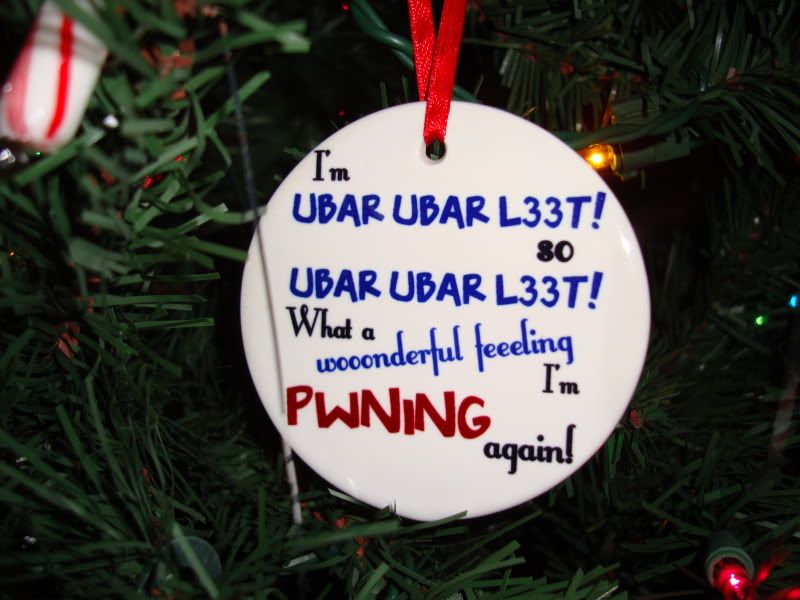 I'm
UBAR UBAR L33T!
so
UBAR UBAR L33T!
What a
wooonderful feeeling
I'm
PWNING
again!